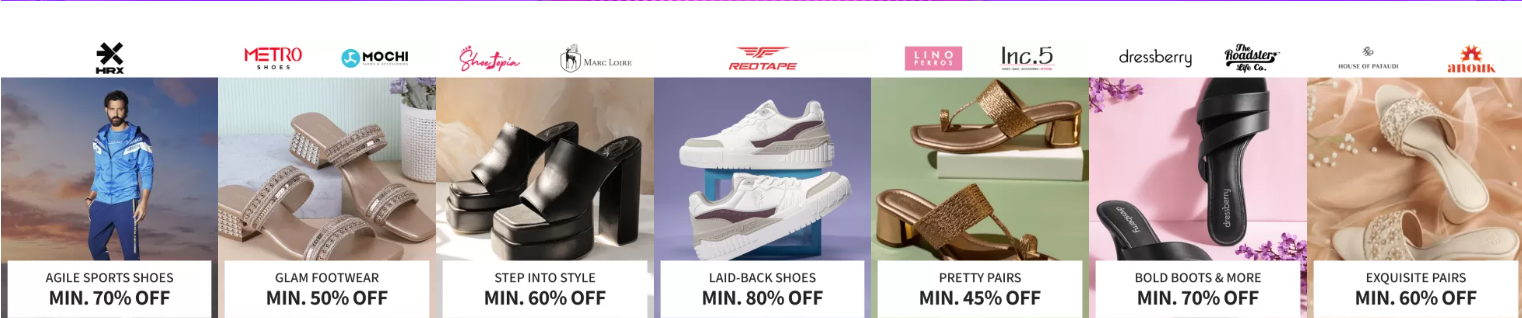 HRX
METRO
SHOES
MOCHI
Shoetopia
MARC LOIRE
REDTAPE
LINO
PERROS
Inc.5
dressberry
The
Roadster
Life Co.
HOUSE OF PATAUDI
anouk
dressberry
dressberry
AGILE SPORTS SHOES
MIN. 70% OFF
GLAM FOOTWEAR
MIN. 50% OFF
STEP INTO STYLE
MIN. 60% OFF
LAID-BACK SHOES
MIN. 80% OFF
PRETTY PAIRS
MIN. 45% OFF
BOLD BOOTS & MORE
MIN. 70% OFF
EXQUISITE PAIRS
MIN. 60% OFF